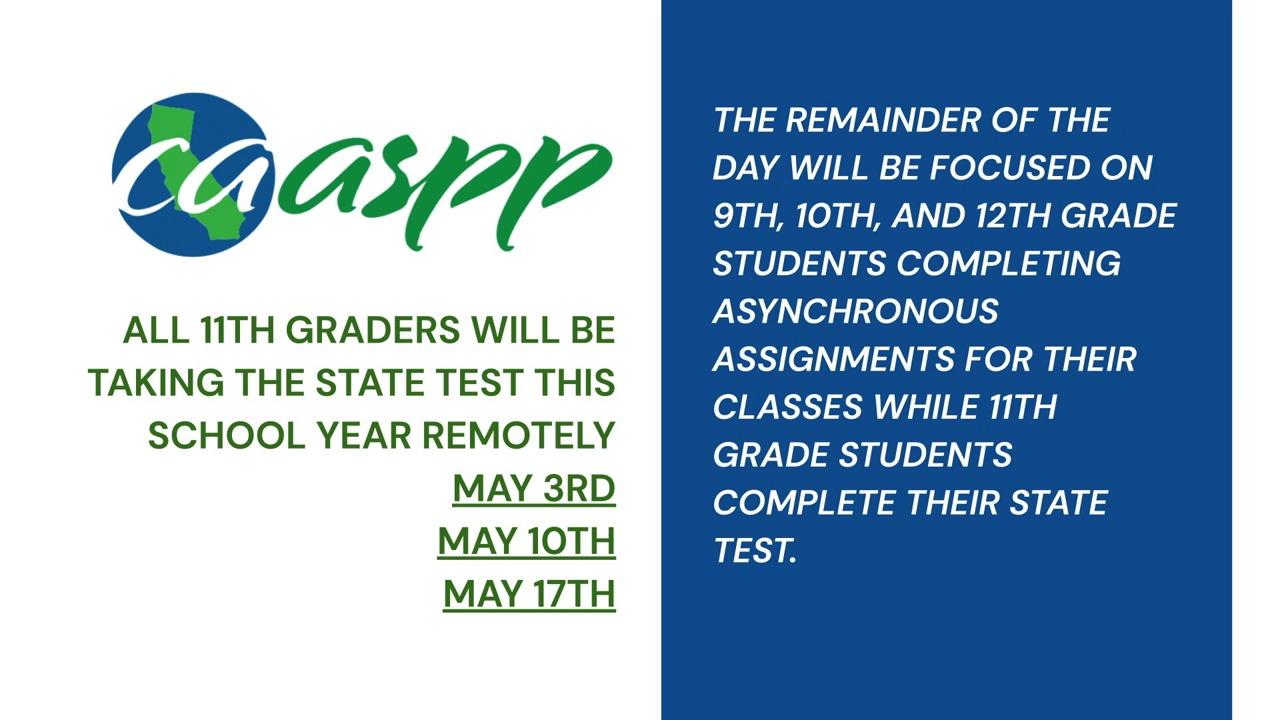 caaspp
ALL 11TH GRADERS WILL BE
TAKING THE STATE TEST THIS
SCHOOL YEAR REMOTELY
MAY 3RD
MAY 10TH
MAY 17TH
THE REMAINDER OF THE
DAY WILL BE FOCUSED ON
9TH, 10TH, AND 12TH GRADE
STUDENTS COMPLETING
ASYNCHRONOUS
ASSIGNMENTS FOR THEIR
CLASSES WHILE 11TH
GRADE STUDENTS
COMPLETE THEIR STATE
TEST.